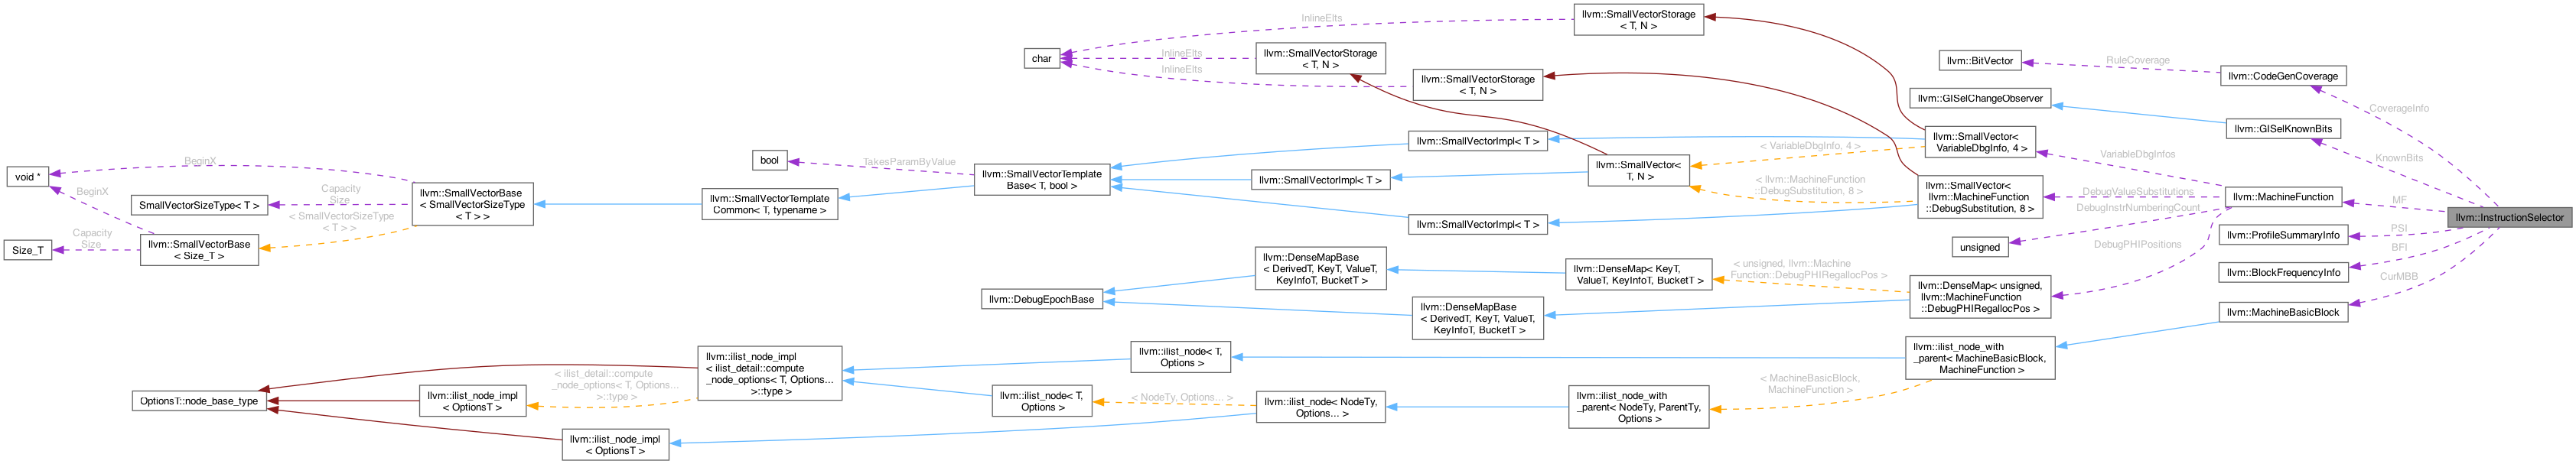 llvm::SmallVectorStorage
< T, N >
InlineElts
char
InlineElts
llvm::SmallVectorStorage
< T, N >
InlineElts
llvm::SmallVectorStorage
< T, N >
llvm::BitVector
RuleCoverage
llvm::CodeGenCoverage
llvm::GISelChangeObserver
CoverageInfo
llvm::GISelKnownBits
KnownBits
llvm::SmallVector<
VariableDbgInfo, 4 >
VariableDbgInfos
llvm::SmallVectorImpl< T >
< VariableDbgInfo, 4 >
bool
TakesParamByValue
llvm::SmallVectorTemplate
Base< T, bool >
llvm::SmallVectorImpl< T >
llvm::SmallVector<
T, N >
< llvm::MachineFunction
::DebugSubstitution, 8 >
llvm::SmallVector<
llvm::MachineFunction
::DebugSubstitution, 8 >
DebugValueSubstitutions
DebugInstrNumberingCount
llvm::MachineFunction
MF
llvm::InstructionSelector
void *
BeginX
BeginX
SmallVectorSizeType< T >
Capacity
Size
< SmallVectorSizeType
< T > >
llvm::SmallVectorBase
< SmallVectorSizeType
< T > >
llvm::SmallVectorTemplate
Common< T, typename >
llvm::SmallVectorImpl< T >
Size_T
Capacity
Size
llvm::SmallVectorBase
< Size_T >
unsigned
DebugPHIPositions
llvm::ProfileSummaryInfo
PSI
BFI
llvm::BlockFrequencyInfo
CurMBB
llvm::MachineBasicBlock
llvm::DenseMapBase
< DerivedT, KeyT, ValueT,
KeyInfoT, BucketT >
llvm::DenseMap< KeyT,
ValueT, KeyInfoT, BucketT >
< unsigned, llvm::Machine
Function::DebugPHIRegallocPos >
llvm::DenseMap< unsigned,
llvm::MachineFunction
::DebugPHIRegallocPos >
llvm::DebugEpochBase
llvm::DenseMapBase
< DerivedT, KeyT, ValueT,
KeyInfoT, BucketT >
llvm::ilist_node_with
_parent< MachineBasicBlock,
MachineFunction >
llvm::ilist_node< T,
Options >
llvm::ilist_node_impl
< ilist_detail::compute
_node_options< T, Options...
>::type >
< ilist_detail::compute
_node_options< T, Options...
>::type >
OptionsT::node_base_type
llvm::ilist_node_impl
< OptionsT >
llvm::ilist_node< T,
Options >
< NodeTy, Options... >
llvm::ilist_node< NodeTy,
Options... >
llvm::ilist_node_with
_parent< NodeTy, ParentTy,
Options >
< MachineBasicBlock,
MachineFunction >
llvm::ilist_node_impl
< OptionsT >